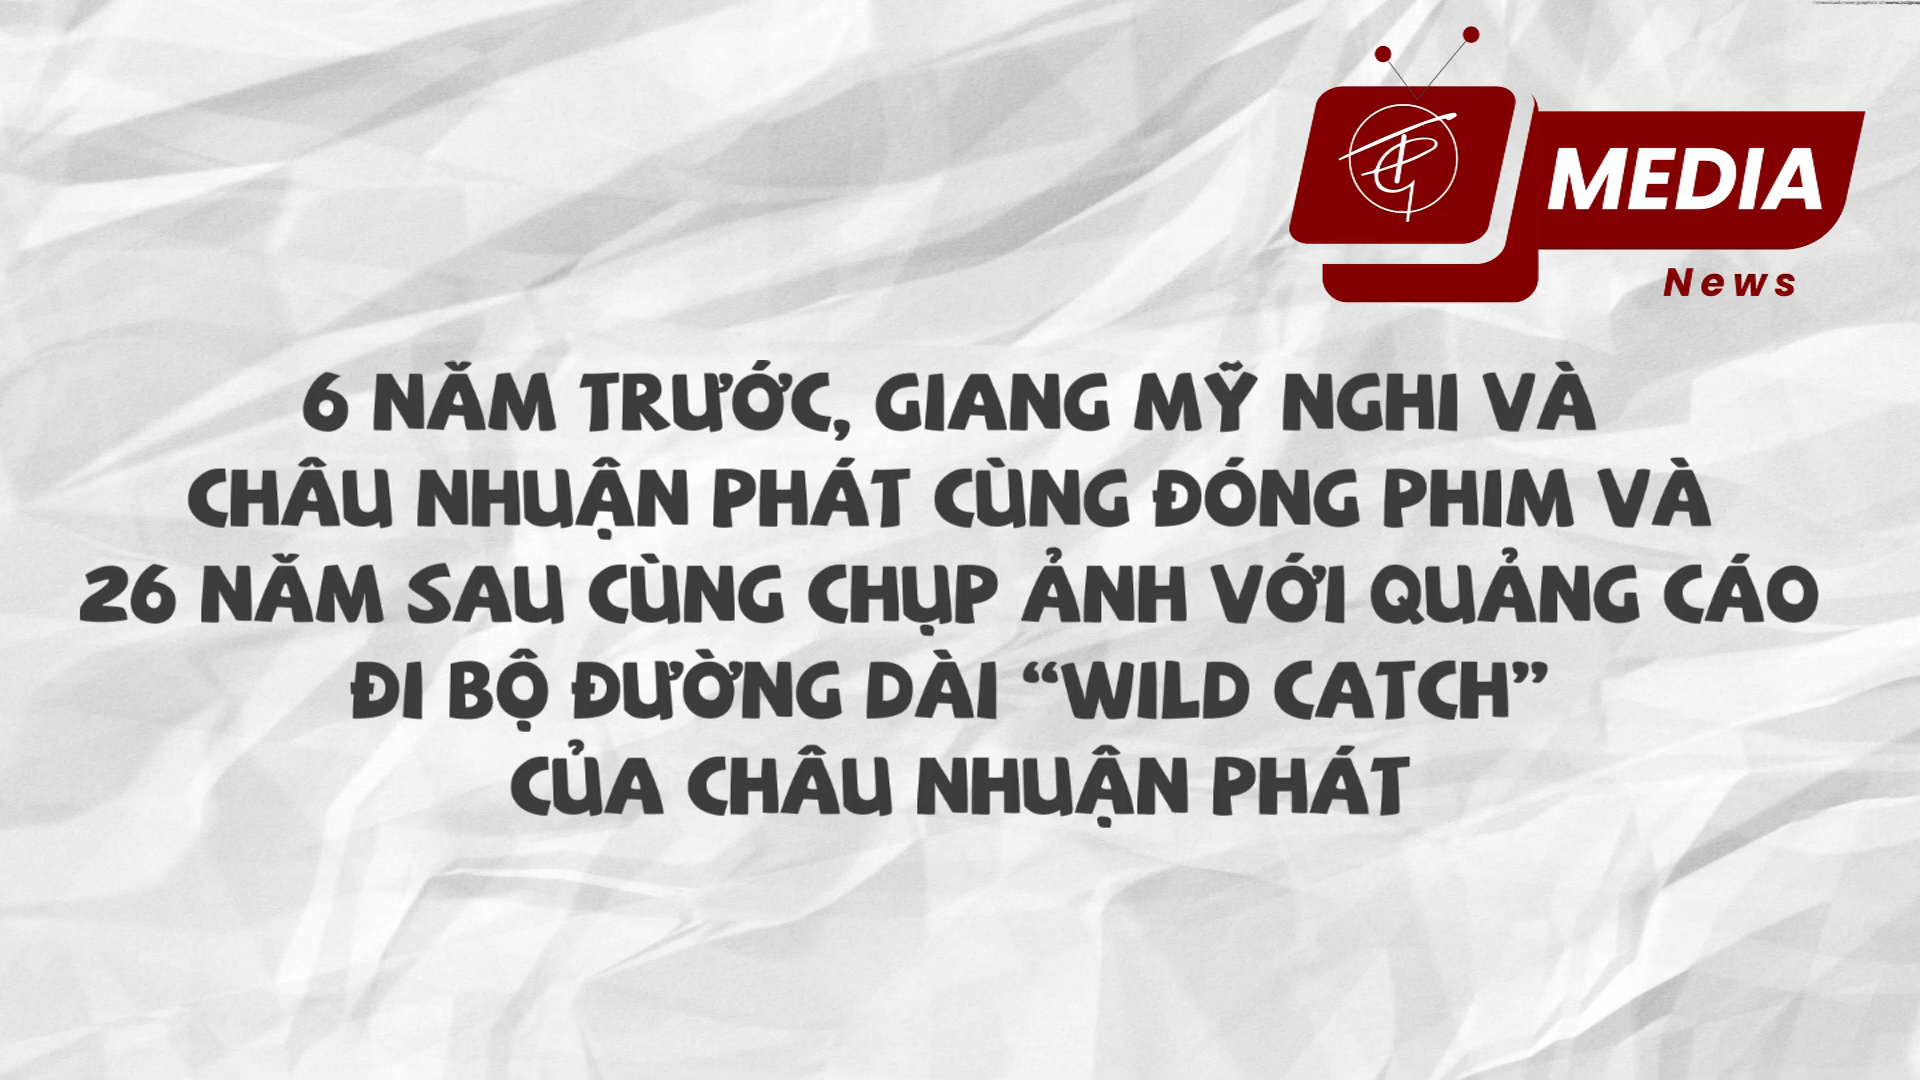 MEDIA
News
6 NĂM TRƯỚC, GIANG MỸ NGHI VÀ
CHÂU NHUẬN PHÁT CÙNG ĐÓNG PHIM VÀ
26 NĂM SAU CÙNG CHỤP ẢNH VỚI QUẢNG CÁO
ĐI BỘ ĐƯỜNG DÀI “WILD CATCH”
CỦA CHÂU NHUẬN PHÁT